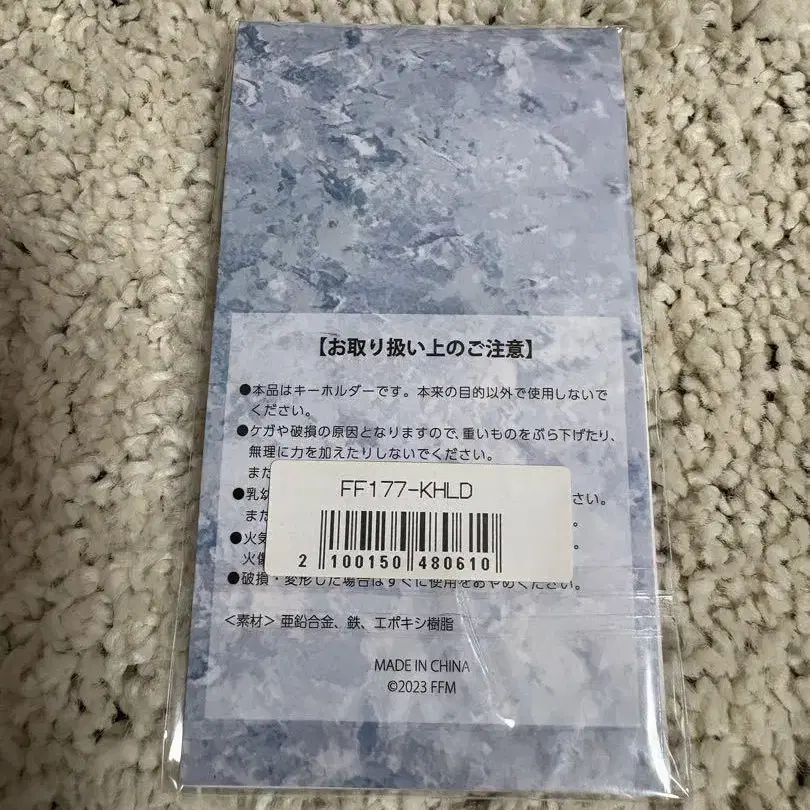 【お取り扱い上のご注意】
●本品はキーホルダーです。本来の目的以外で使用しないで
ください。
●ケガや破損の原因となりますので、重いものをぶら下げたり、
無理に力を加えたりしないでください。
また
●乳幼
さい。
また
。
●火気
。
火傷
●破損・変形した場合はすぐに使用をおやめください。
FF177-KHLD
2 100150 480610
＜素材＞亜鉛合金、鉄、エポキシ樹脂
MADE IN CHINA
©2023 FFM